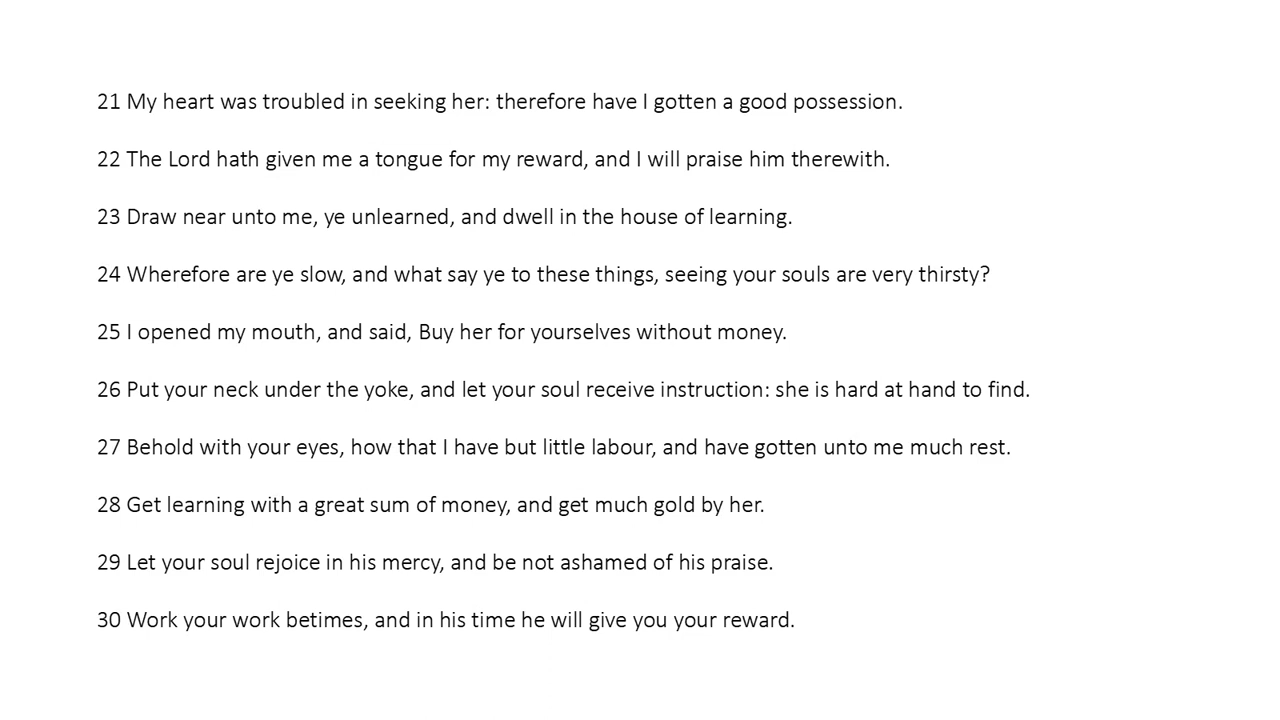 21 My heart was troubled in seeking her: therefore have I gotten a good possession.
22 The Lord hath given me a tongue for my reward, and I will praise him therewith.
23 Draw near unto me, ye unlearned, and dwell in the house of learning.
24 Wherefore are ye slow, and what say ye to these things, seeing your souls are very thirsty?
25 I opened my mouth, and said, Buy her for yourselves without money.
26 Put your neck under the yoke, and let your soul receive instruction: she is hard at hand to find.
27 Behold with your eyes, how that I have but little labour, and have gotten unto me much rest.
28 Get learning with a great sum of money, and get much gold by her.
29 Let your soul rejoice in his mercy, and be not ashamed of his praise.
30 Work your work betimes, and in his time he will give you your reward.